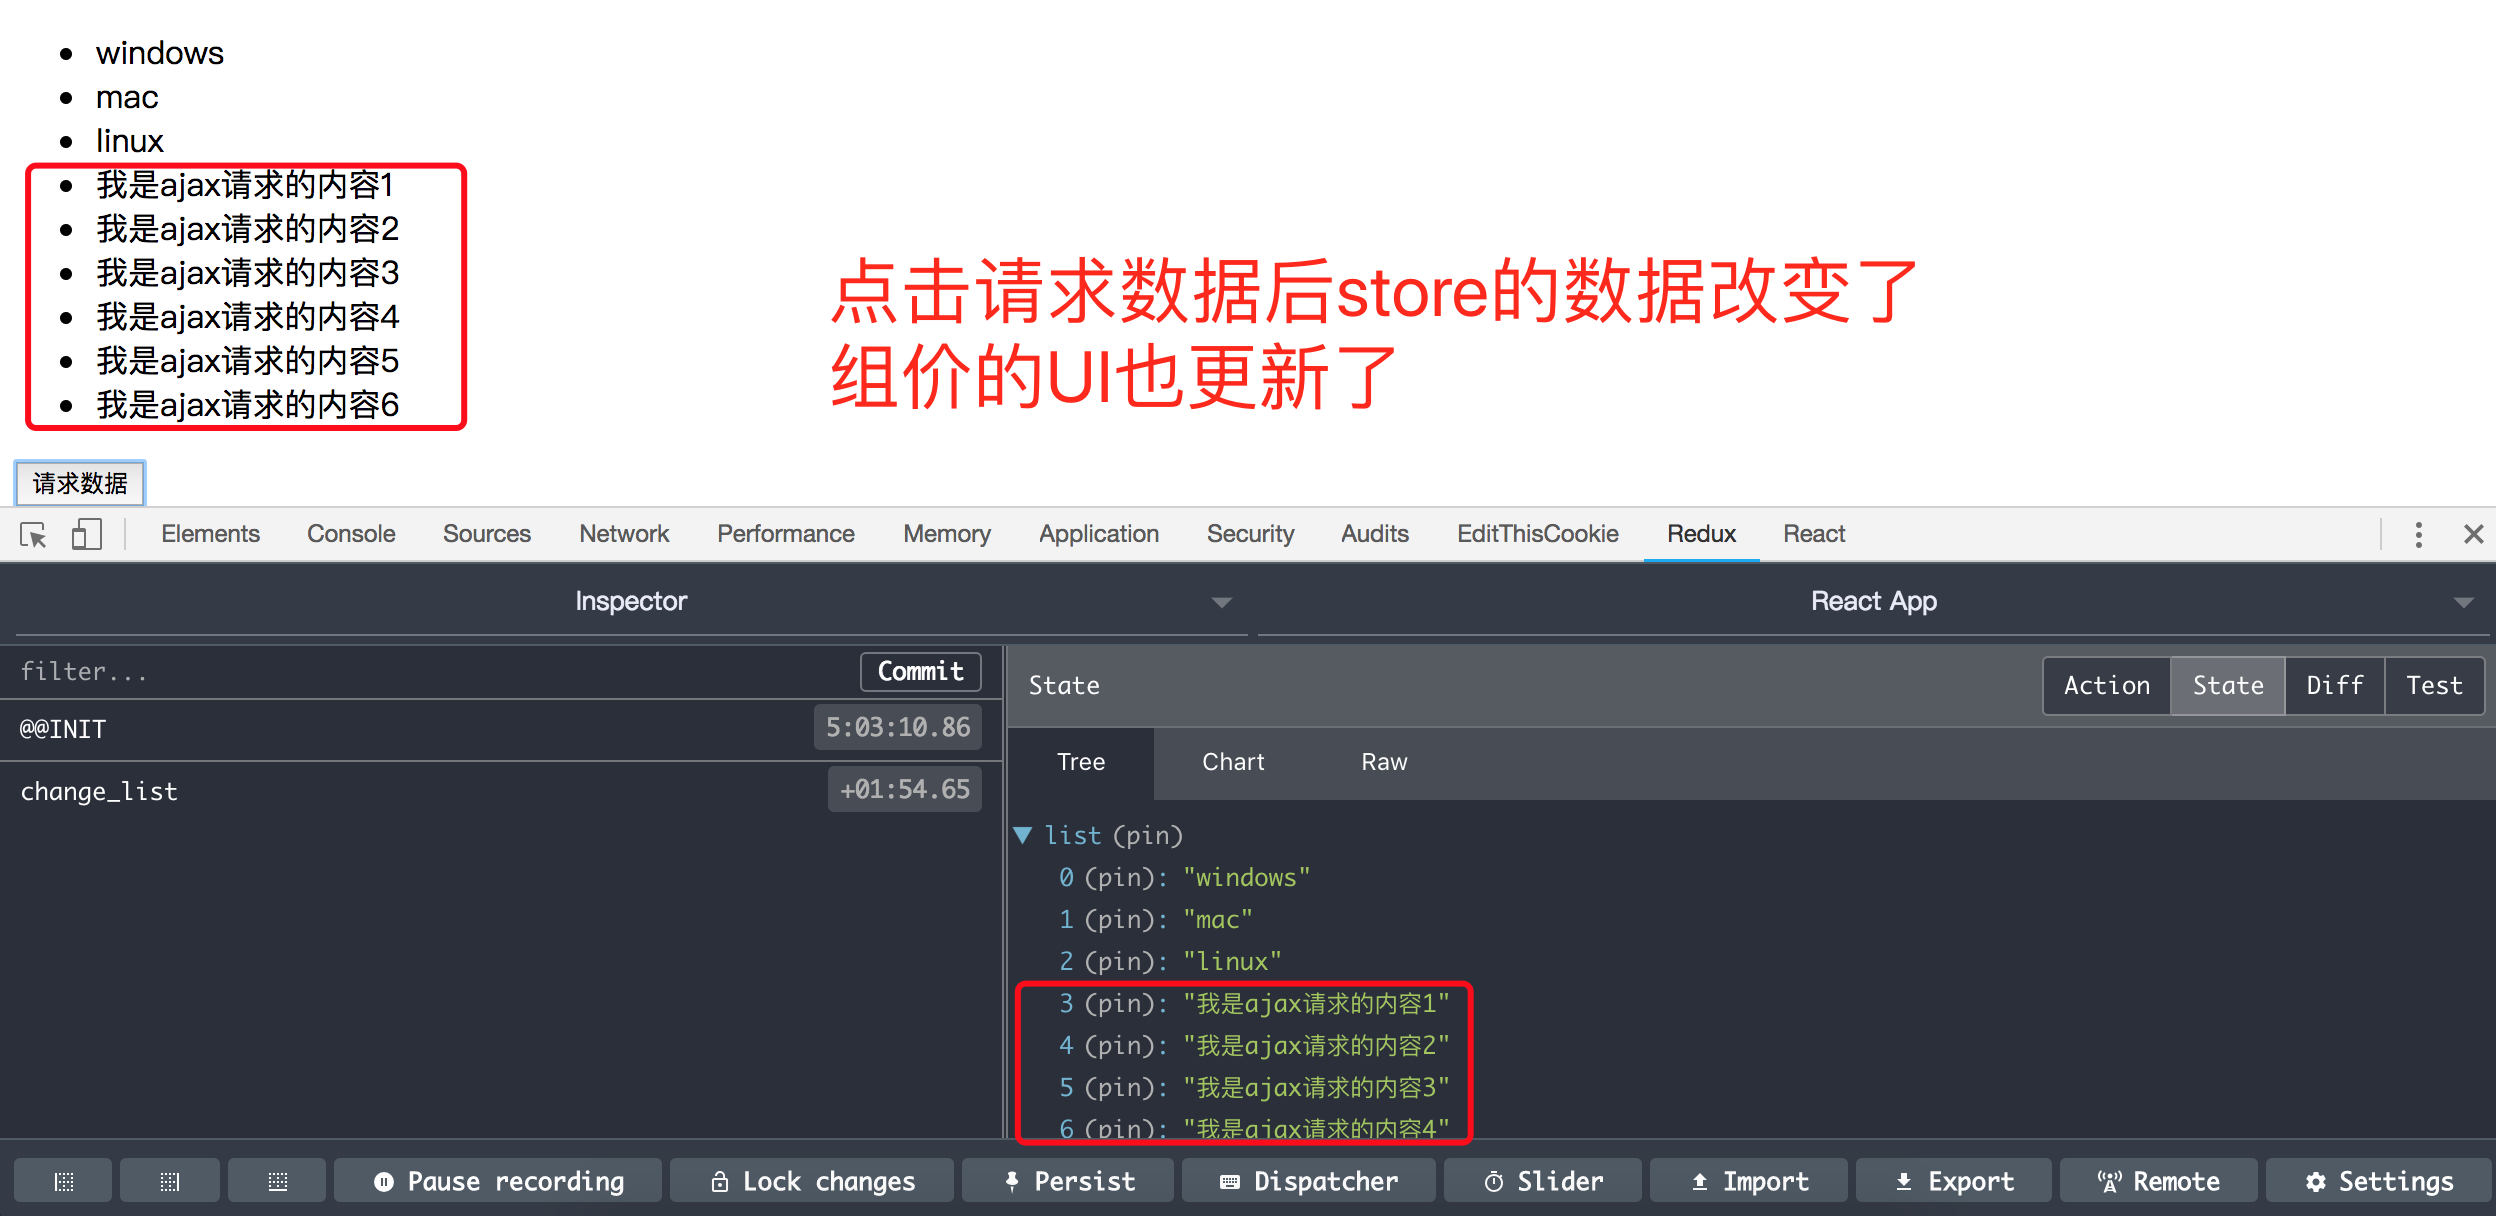 windows
mac
linux
我是ajax请求的内容1
我是ajax请求的内容2
我是ajax请求的内容3
我是ajax请求的内容4
我是ajax请求的内容5
我是ajax请求的内容6
点击请求数据后store的数据改变了
组价的UI也更新了
请求数据
Elements Console Sources Network Performance Memory Application Security Audits EditThisCookie Redux React
Inspector React App
filter... Commit
State Action State Diff Test
@@INIT 5:03:10.86
Tree Chart Raw
change_list +01:54.65
list (pin)
0 (pin): "windows"
1 (pin): "mac"
2 (pin): "linux"
3 (pin): "我是ajax请求的内容1"
4 (pin): "我是ajax请求的内容2"
5 (pin): "我是ajax请求的内容3"
6 (pin): "我是ajax请求的内容4"
Pause recording Lock changes Persist Dispatcher Slider Import Export Remote Settings